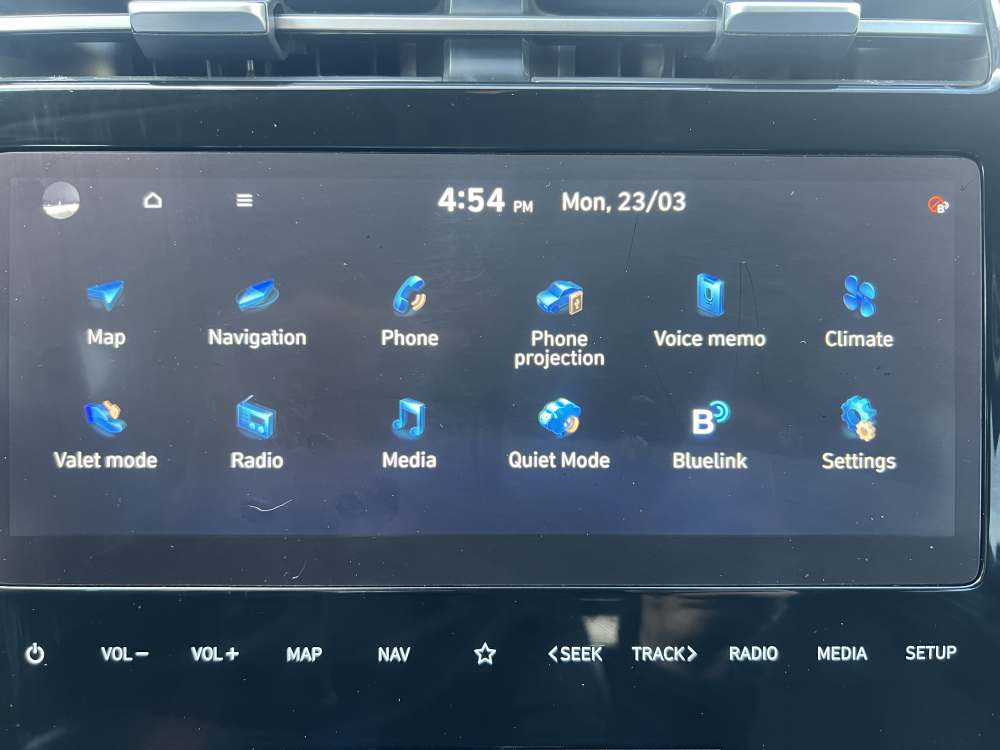 4:54 PM Mon, 23/03 B
Map Navigation Phone Phone projection Voice memo Climate
B
Valet mode Radio Media Quiet Mode Bluelink Settings
VOL− VOL+ MAP NAV <SEEK TRACK> RADIO MEDIA SETUP